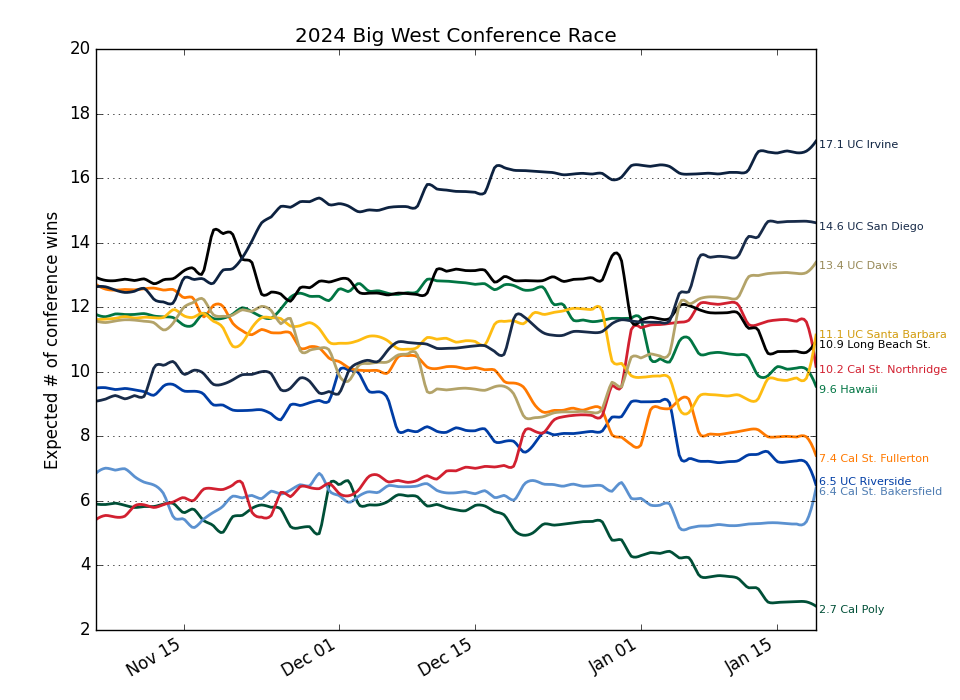 2024 Big West Conference Race
Expected # of conference wins
20
18
16
14
12
10
8
6
4
2
Nov 15
Dec 01
Dec 15
Jan 01
Jan 15
17.1 UC Irvine
14.6 UC San Diego
13.4 UC Davis
11.1 UC Santa Barbara
10.9 Long Beach St.
10.2 Cal St. Northridge
9.6 Hawaii
7.4 Cal St. Fullerton
6.5 UC Riverside
6.4 Cal St. Bakersfield
2.7 Cal Poly